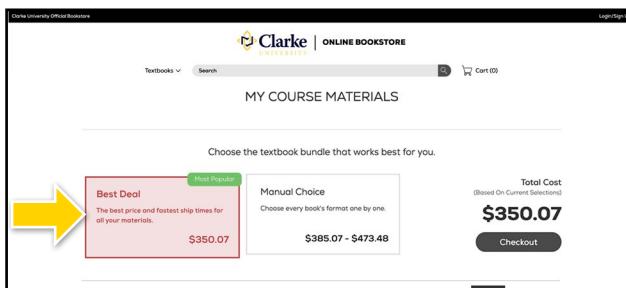 Clarke University Official Bookstore
Login/Sign
Clarke | ONLINE BOOKSTORE
UNIVERSITY
Textbooks
Search
Cart (0)
MY COURSE MATERIALS
Choose the textbook bundle that works best for you.
Most Popular
Best Deal
The best price and fastest ship times for
all your materials.
$350.07
Manual Choice
Choose every book's format one by one.
$385.07 - $473.48
Total Cost
(Based On Current Selections)
$350.07
Checkout